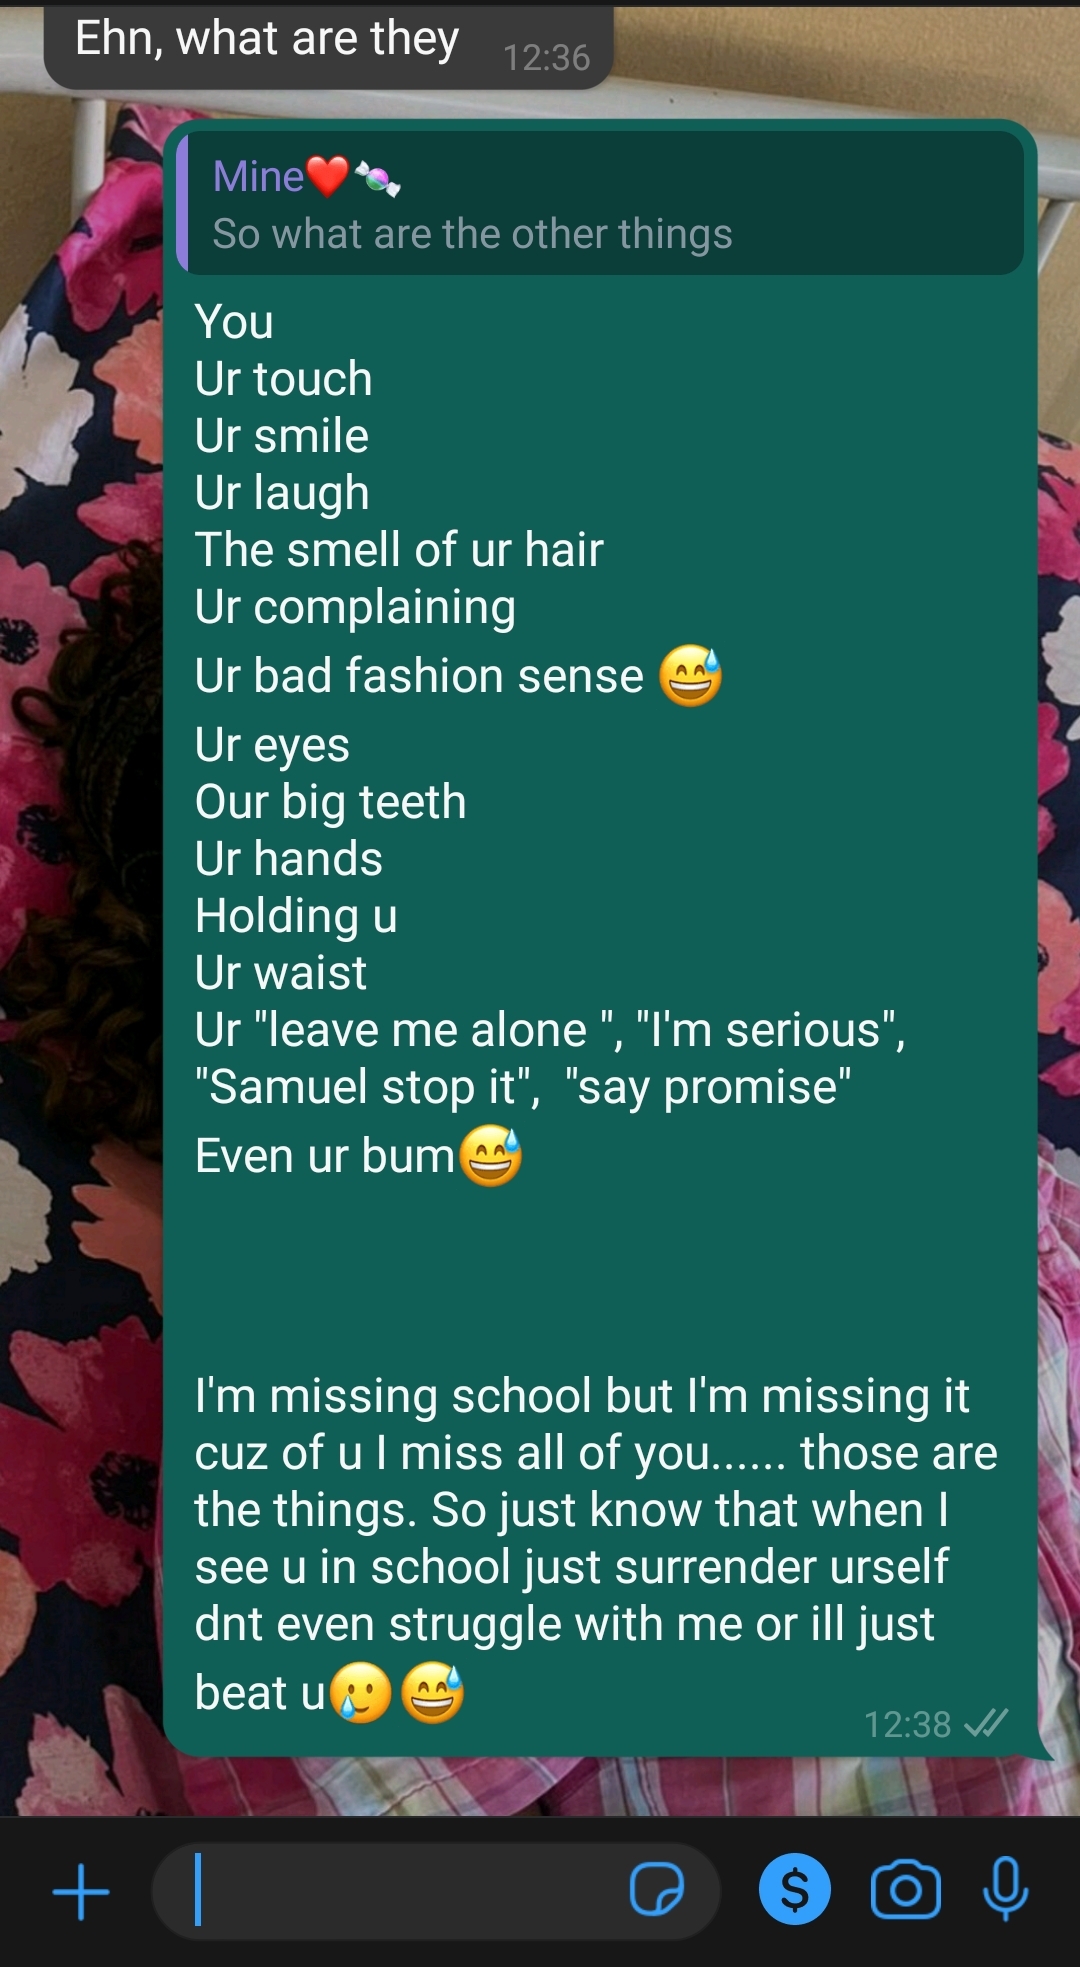 Ehn, what are they 12:36
Mine❤️🍬
So what are the other things
You
Ur touch
Ur smile
Ur laugh
The smell of ur hair
Ur complaining
Ur bad fashion sense 😅
Ur eyes
Our big teeth
Ur hands
Holding u
Ur waist
Ur "leave me alone ", "I'm serious",
"Samuel stop it",  "say promise"
Even ur bum😅
I'm missing school but I'm missing it
cuz of u I miss all of you...... those are
the things. So just know that when I
see u in school just surrender urself
dnt even struggle with me or ill just
beat u🥲😅
12:38